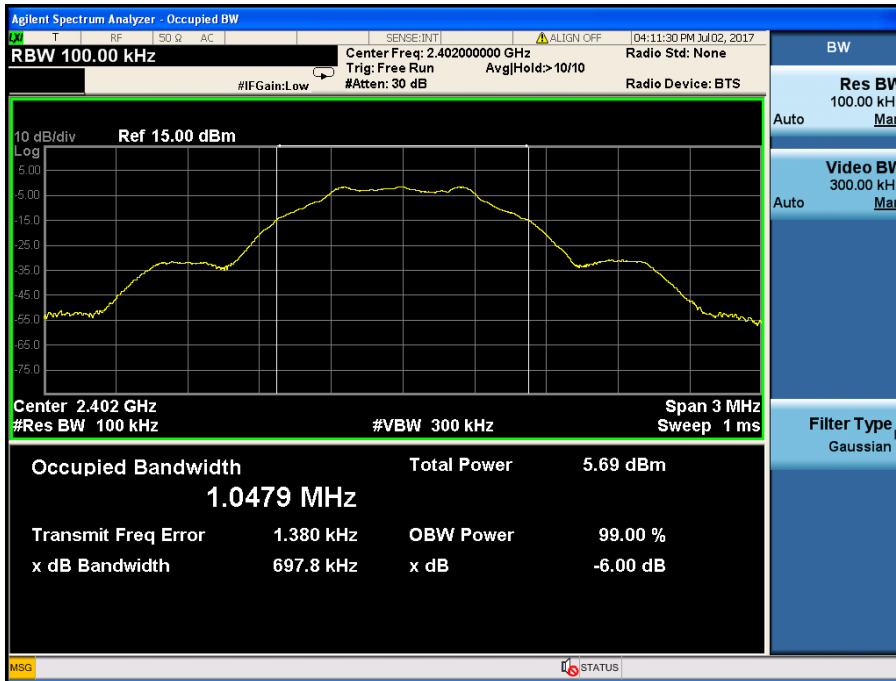 Agilent Spectrum Analyzer - Occupied BW
LXI T RF 50 Ω AC SENSE:INT ALIGN OFF 04:11:30 PM Jul 02, 2017
RBW 100.00 kHz
Center Freq: 2.402000000 GHz Radio Std: None
Trig: Free Run Avg|Hold:> 10/10
#IFGain:Low #Atten: 30 dB Radio Device: BTS
10 dB/div Ref 15.00 dBm
Log
5.00
-5.00
-15.0
-25.0
-35.0
-45.0
-55.0
-65.0
-75.0
Center 2.402 GHz Span 3 MHz
#Res BW 100 kHz #VBW 300 kHz Sweep 1 ms
Occupied Bandwidth Total Power 5.69 dBm
1.0479 MHz
Transmit Freq Error 1.380 kHz OBW Power 99.00 %
x dB Bandwidth 697.8 kHz x dB -6.00 dB
MSG STATUS
BW
Res BW
100.00 kH
Auto Man
Video BW
300.00 kH
Auto Man
Filter Type
Gaussian